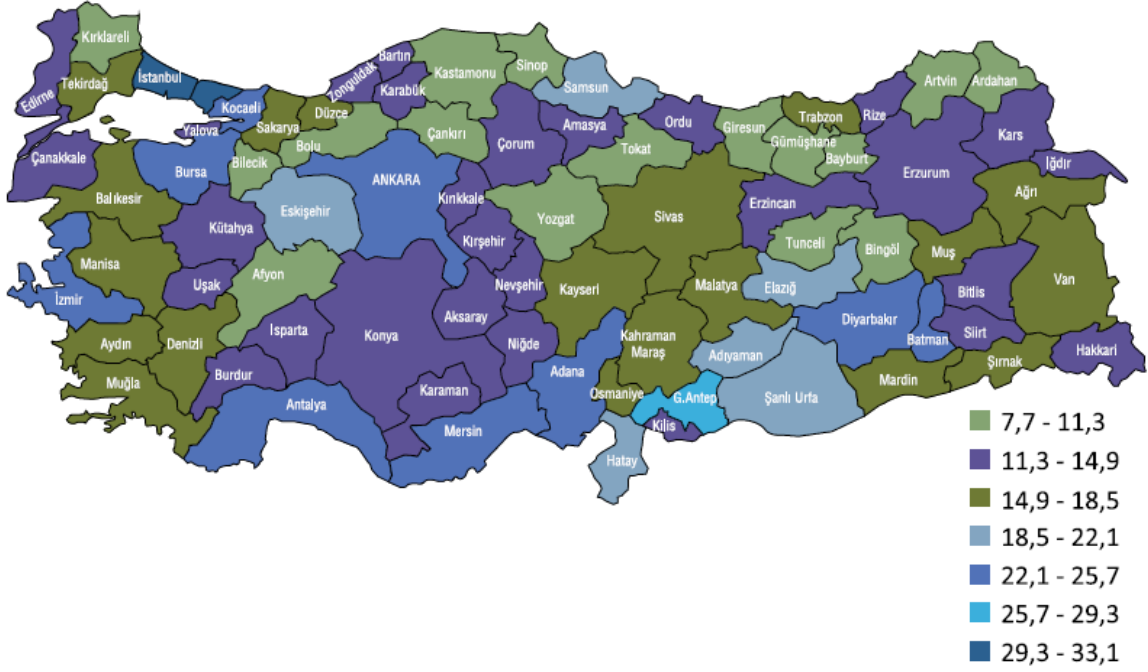 Kırklareli
Edirne
Tekirdağ
İstanbul
Kocaeli
Yalova
Sakarya
Düzce
Bolu
Zonguldak
Bartın
Karabük
Kastamonu
Sinop
Samsun
Çankırı
Çorum
Amasya
Ordu
Tokat
Giresun
Trabzon
Gümüşhane
Bayburt
Rize
Artvin
Ardahan
Kars
Iğdır
Erzurum
Ağrı
Çanakkale
Balıkesir
Bursa
Bilecik
Eskişehir
ANKARA
Kırıkkale
Kırşehir
Yozgat
Sivas
Erzincan
Tunceli
Bingöl
Muş
Van
Bitlis
Siirt
Hakkari
Şırnak
Kütahya
Manisa
İzmir
Uşak
Afyon
Nevşehir
Kayseri
Malatya
Elazığ
Diyarbakır
Batman
Mardin
Aydın
Denizli
Isparta
Konya
Aksaray
Niğde
Kahraman
Maraş
Adıyaman
Şanlı Urfa
Muğla
Burdur
Antalya
Karaman
Mersin
Adana
Osmaniye
G.Antep
Kilis
Hatay
7,7 - 11,3
11,3 - 14,9
14,9 - 18,5
18,5 - 22,1
22,1 - 25,7
25,7 - 29,3
29,3 - 33,1